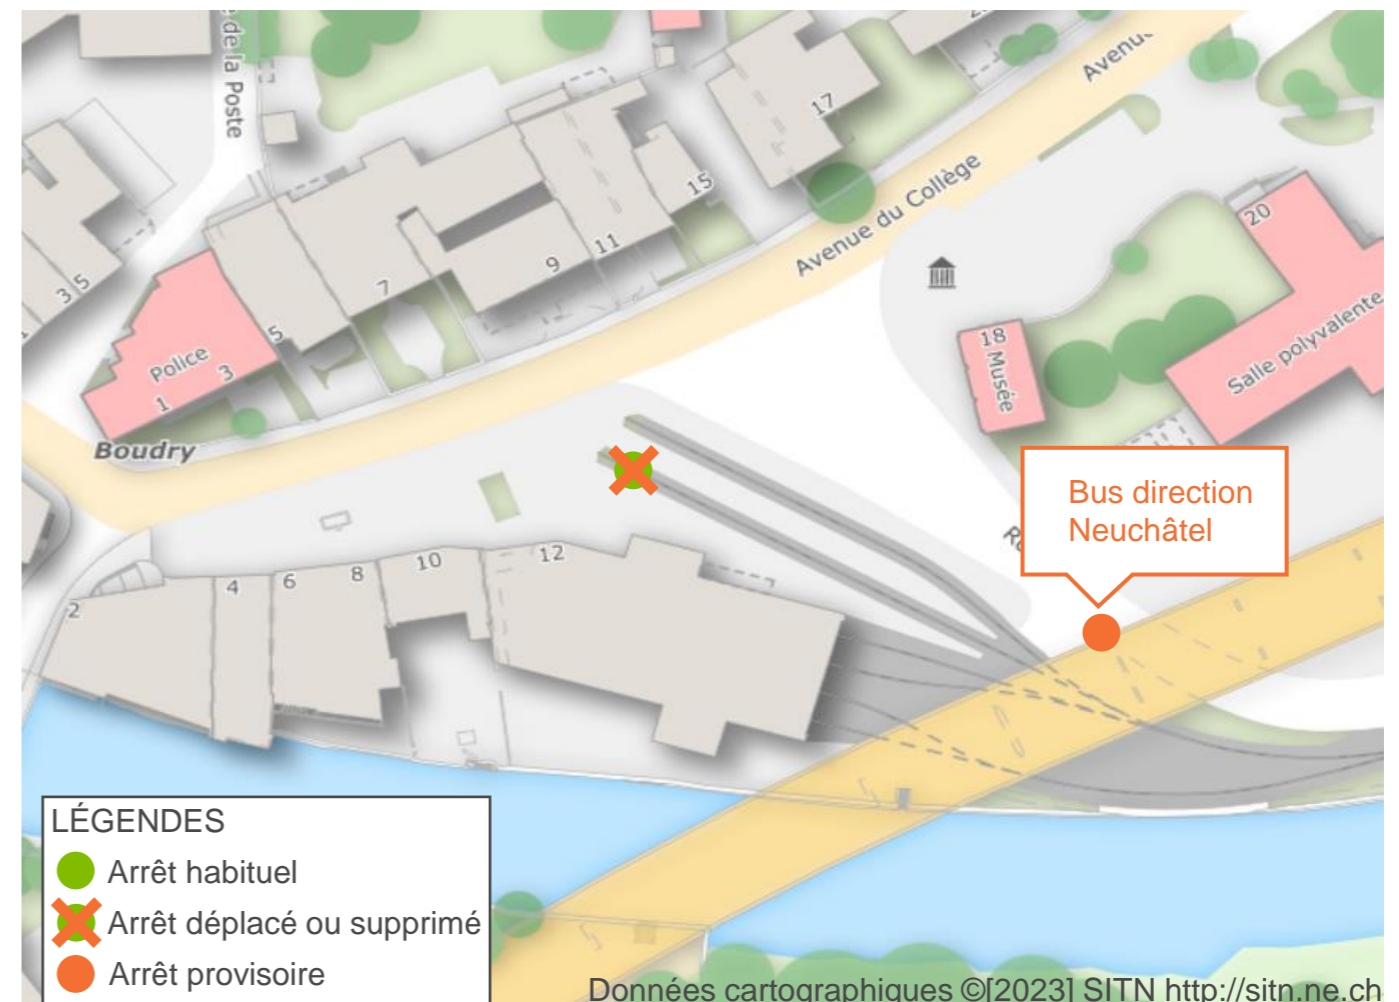 de la Poste
Avenu
17
15
Avenue du Collège
20
11
9
7
3 5
5
18
Musée
Salle polyvalente
Police
3
1
Boudry
Bus direction
Neuchâtel
12
10
8
6
4
2
LÉGENDES
Arrêt habituel
Arrêt déplacé ou supprimé
Arrêt provisoire
Données cartographiques ©[2023] SITN http://sitn.ne.ch